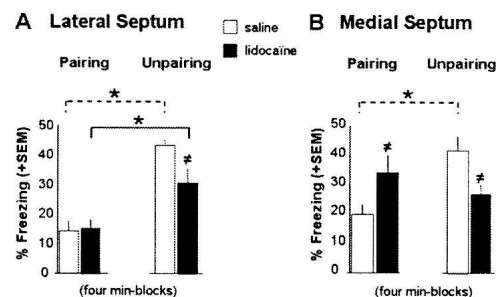 A Lateral Septum
saline
lidocaïne
B Medial Septum
Pairing Unpairing
Pairing Unpairing
*
*
*
% Freezing (+SEM)
50
40
30
20
10
0
≠
(four min-blocks)
% Freezing (+SEM)
50
40
30
20
10
0
≠
≠
(four min-blocks)